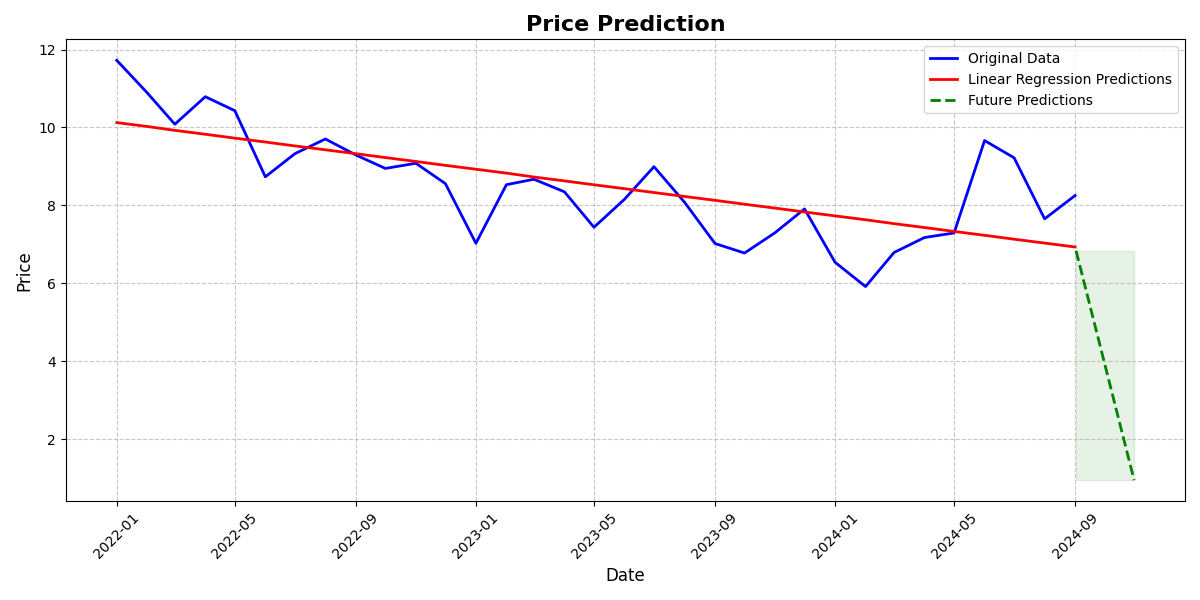 Price Prediction
Original Data
Linear Regression Predictions
Future Predictions
Price
12
10
8
6
4
2
2022-01
2022-05
2022-09
2023-01
2023-05
2023-09
2024-01
2024-05
2024-09
Date